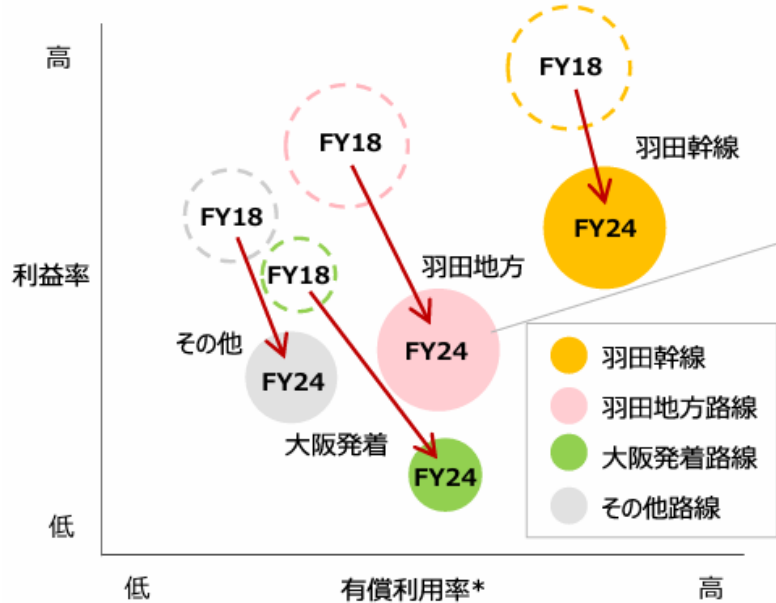 高
FY18
FY18
羽田幹線
FY18
FY24
FY18
羽田地方
利益率
その他
FY24
FY24
羽田幹線
羽田地方路線
大阪発着
大阪発着路線
FY24
その他路線
低
低
有償利用率*
高